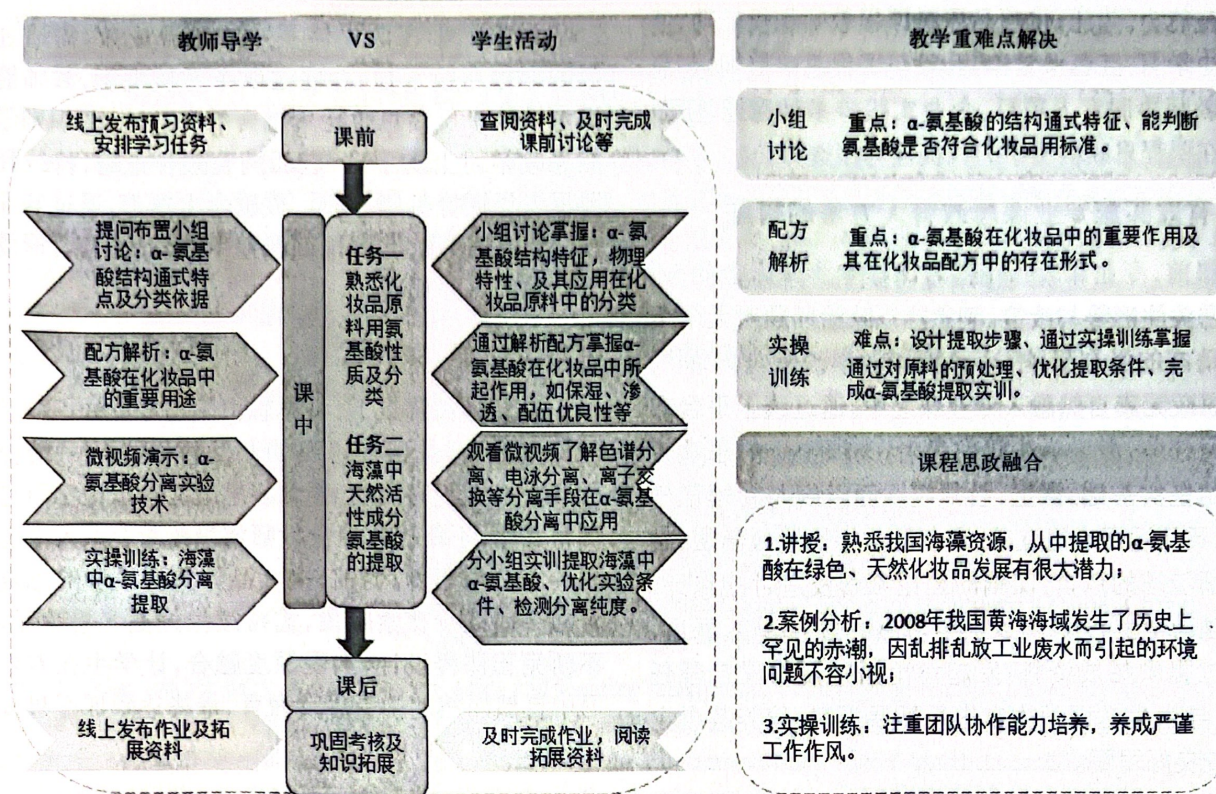 教师导学 VS 学生活动
线上发布预习资料、
安排学习任务
课前
查阅资料、及时完成
课前讨论等
提问布置小组
讨论：α-氨基
酸结构通式特
点及分类依据
配方解析：α-氨
基酸在化妆品中
的重要用途
微视频演示：α-
氨基酸分离实验
技术
实操训练：海藻
中α-氨基酸分离
提取
课
中
任务一
熟悉化
妆品原
料用氨
基酸性
质及分
类
任务二
海藻中
天然活
性成分
氨基酸
的提取
小组讨论掌握：α- 氨
基酸结构特征，物理
特性、及其应用在化
妆品原料中的分类
通过解析配方掌握α-
氨基酸在化妆品中所
起作用，如保湿、渗
透、配伍优良性等
观看微视频了解色谱分
离、电泳分离、离子交
换等分离手段在α-氨基
酸分离中应用
分小组实训提取海藻中
α-氨基酸、优化实验条
件、检测分离纯度。
课后
线上发布作业及拓
展资料
巩固考核及
知识拓展
及时完成作业，阅读
拓展资料
教学重难点解决
小组
讨论
重点：α-氨基酸的结构通式特征、能判断
氨基酸是否符合化妆品用标准。
配方
解析
重点：α-氨基酸在化妆品中的重要作用及
其在化妆品配方中的存在形式。
实操
训练
难点：设计提取步骤、通过实操训练掌握
通过对原料的预处理、优化提取条件、完
成α-氨基酸提取实训。
课程思政融合
1.讲授：熟悉我国海藻资源，从中提取的α-氨基
酸在绿色、天然化妆品发展有很大潜力；
2.案例分析：2008年我国黄海海域发生了历史上
罕见的赤潮，因乱排乱放工业废水而引起的环境
问题不容小视；
3.实操训练：注重团队协作能力培养，养成严谨
工作作风。